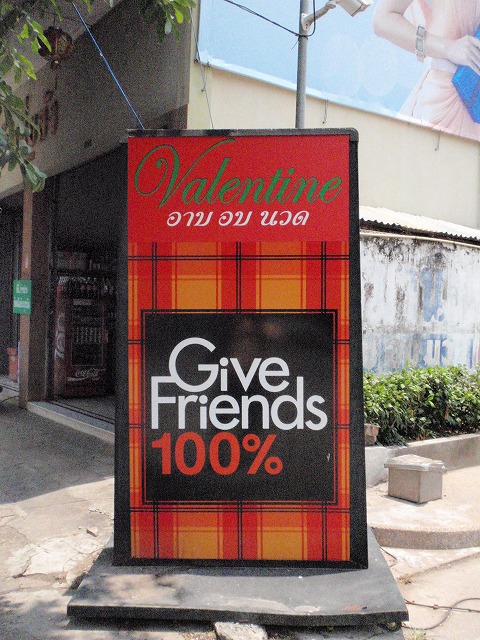 Valentine
อาบ อบ นวด
Give
Friends
100%